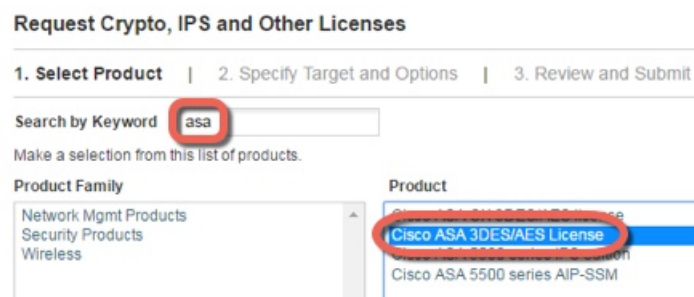 Request Crypto, IPS and Other Licenses
1. Select Product | 2. Specify Target and Options | 3. Review and Submit
Search by Keyword asa
Make a selection from this list of products.
Product Family Product
Network Mgmt Products
Security Products
Wireless
Cisco ASA 3DES/AES License
Cisco ASA 5500 series AIP-SSM